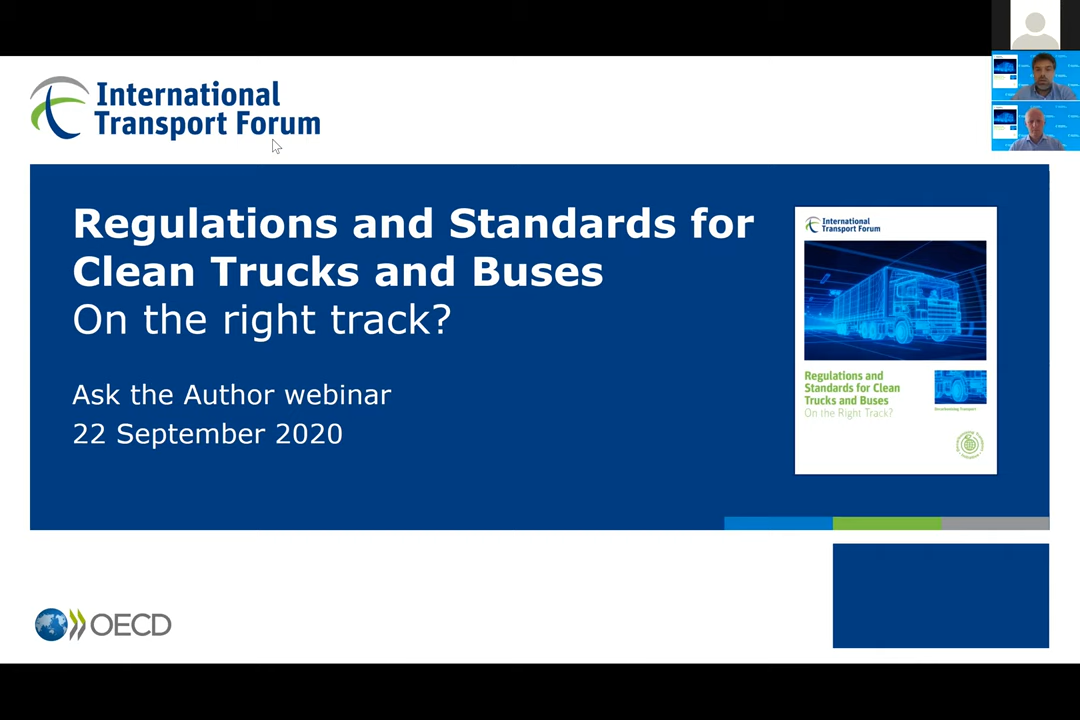 International
Transport Forum
Regulations and Standards for
Clean Trucks and Buses
On the right track?
Ask the Author webinar
22 September 2020
International
Transport Forum
Regulations and
Standards for Clean
Trucks and Buses
On the Right Track?
Decarbonising Transport
OECD